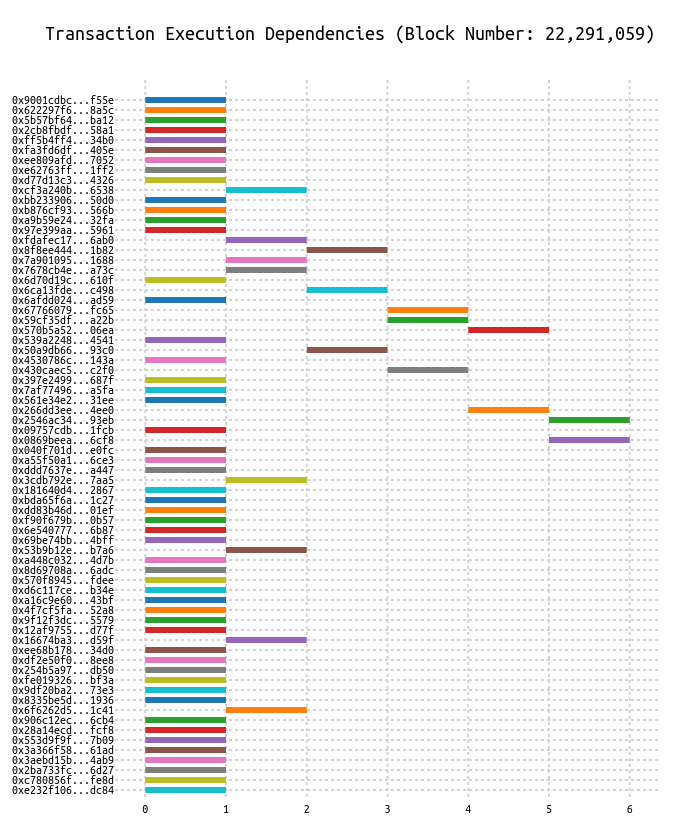 Transaction Execution Dependencies (Block Number: 22,291,059)
0x9001cdbc...f55e
0x622297f6...8a5c
0x5b57bf64...ba12
0x2cb8fbdf...58a1
0xff5b4ff4...34b0
0xfa3fd6df...405e
0xee809afd...7052
0xe62763ff...1ff2
0xd77d13c3...4326
0xcf3a240b...6538
0xbb233906...50d0
0xb876cf93...566b
0xa9b59e24...32fa
0x97e399aa...5961
0xfdafec17...6ab0
0x8f8ee444...1b82
0x7a901095...1688
0x7678cb4e...a73c
0x6d70d19c...610f
0x6ca13fde...c498
0x6afdd024...ad59
0x67766079...fc65
0x59cf35df...a22b
0x570b5a52...06ea
0x539a2248...4541
0x50a9db66...93c0
0x4530786c...143a
0x430caec5...c2f0
0x397e2499...687f
0x7af77496...a5fa
0x561e34e2...31ee
0x266dd3ee...4ee0
0x2546ac34...93eb
0x09757cdb...1fcb
0x0869beea...6cf8
0x040f701d...e0fc
0xa55f50a1...6ce3
0xddd7637e...a447
0x3cdb792e...7aa5
0x181640d4...2867
0xbda65f6a...1c27
0xdd83b46d...01ef
0xf90f679b...0b57
0x6e540777...6b87
0x69be74bb...4bff
0x53b9b12e...b7a6
0xa448c032...4d7b
0x8d69708a...6adc
0x570f8945...fdee
0xd6c117ce...b34e
0xa16c9e60...43bf
0x4f7cf5fa...52a8
0x9f12f3dc...5579
0x12af9755...d77f
0x16674ba3...d59f
0xee68b178...34d0
0xdf2e50f0...8ee8
0x254b5a97...db50
0xfe019326...bf3a
0x9df20ba2...73e3
0x8335be5d...1936
0x6f6262d5...1c41
0x906c12ec...6cb4
0x28a14ecd...fcf8
0x553d9f9f...7b09
0x3a366f58...61ad
0x3aebd15b...4ab9
0x2ba733fc...6d27
0xc780856f...fe8d
0xe232f106...dc84
0 1 2 3 4 5 6